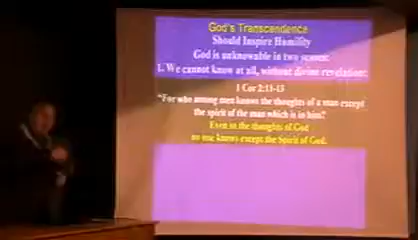 God's Transcendence
Should Inspire Humility
God is unknowable in two senses:
1. We cannot know at all, without divine revelation:
1 Cor 2:11-13
"For who among men knows the thoughts of a man except
the spirit of the man which is in him?
Even so the thoughts of God
no one knows except the Spirit of God.